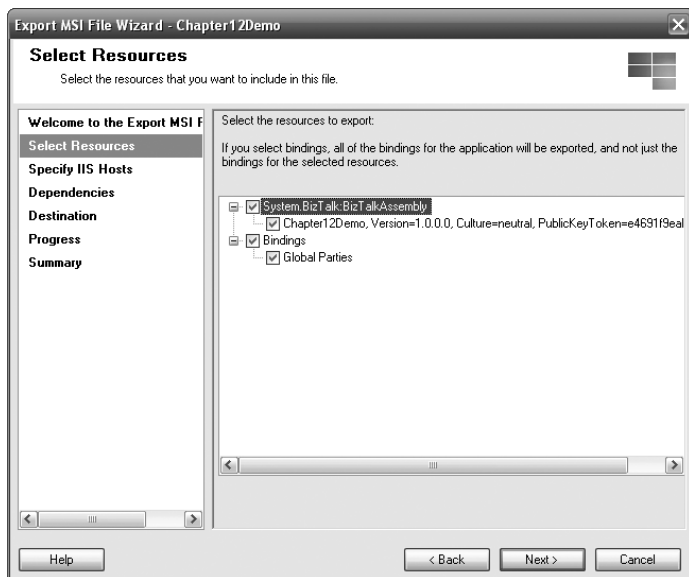 Export MSI File Wizard - Chapter12Demo
Select Resources
Select the resources that you want to include in this file.
Welcome to the Export MSI F
Select Resources
Specify IIS Hosts
Dependencies
Destination
Progress
Summary
Select the resources to export:
If you select bindings, all of the bindings for the application will be exported, and not just the
bindings for the selected resources.
System.BizTalk:BizTalkAssembly
Chapter12Demo, Version=1.0.0.0, Culture=neutral, PublicKeyToken=e4691f9eal
Bindings
Global Parties
Help
< Back
Next >
Cancel